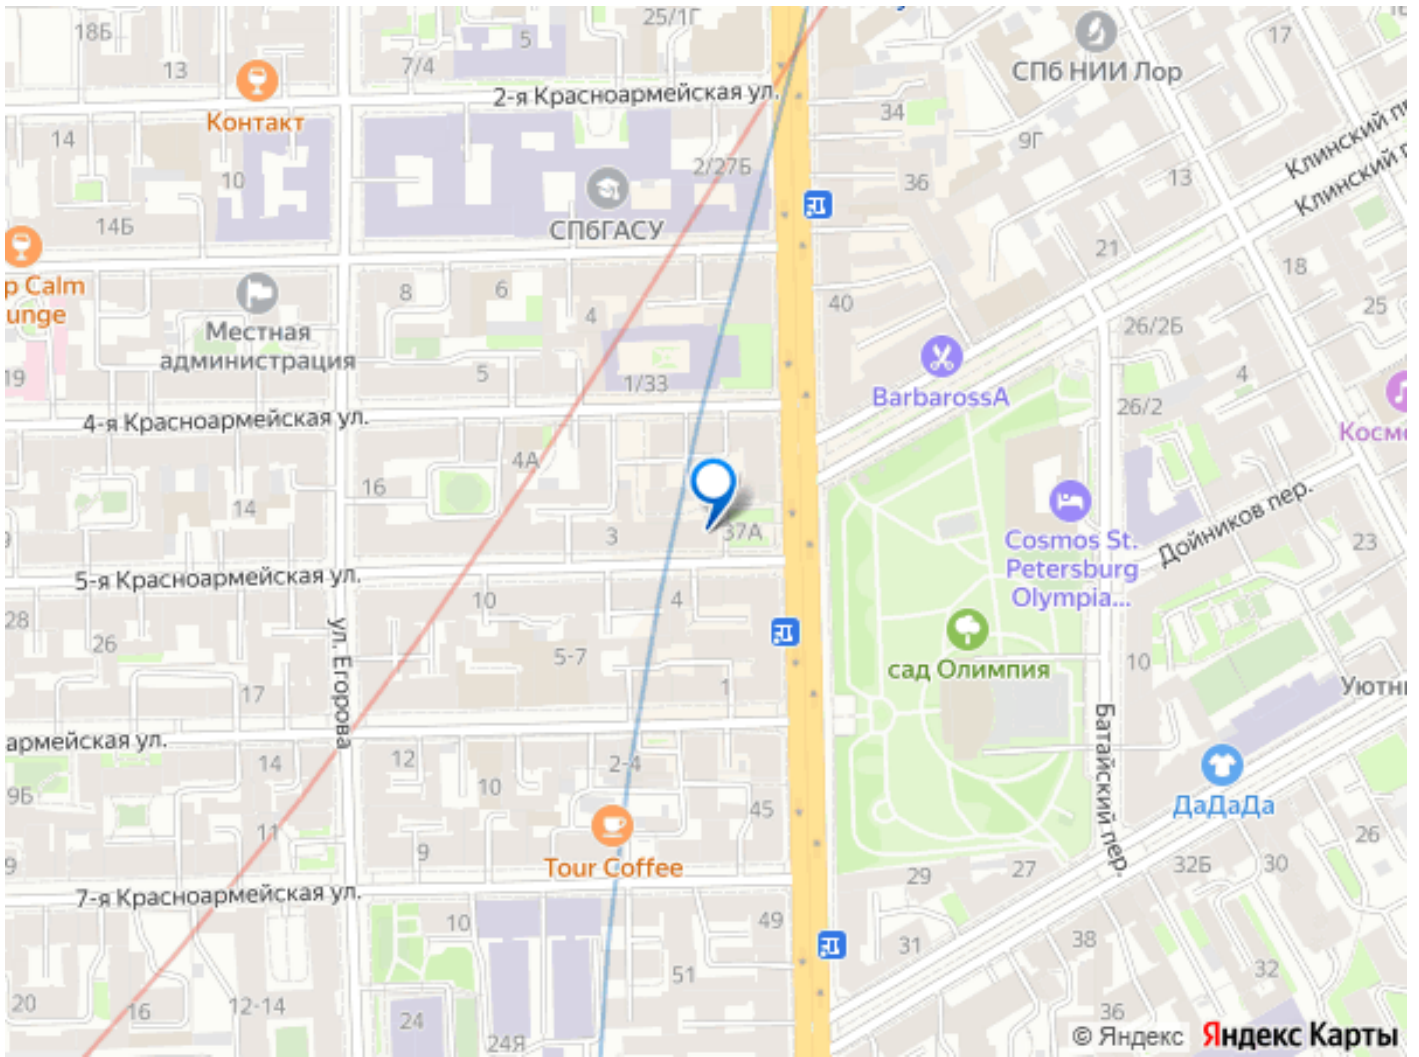 18Б
13
Контакт
7/4
5
25/1Г
2-я Красноармейская ул.
СПб НИИ Лор
17
34
9Г
Клинский
Клинский
14
10
14Б
2/27Б
СПбГАСУ
36
13
21
18
25
p Calm
unge
Местная
администрация
8
6
4
40
26/2Б
19
5
1/33
BarbarossA
4
26/2
Косме
4-я Красноармейская ул.
4А
16
14
3
37А
Cosmos St.
Petersburg
Olympia...
Дойников пер.
23
5-я Красноармейская ул.
28
26
10
4
ул. Егорова
5-7
сад Олимпия
10
17
1
Уютн
армейская ул.
Батайский пер.
14
12
10
2-4
9Б
11
9
45
ДаДаДа
26
9
Tour Coffee
29
27
32Б
30
7-я Красноармейская ул.
10
49
31
38
51
32
20
16
12-14
24
24Я
36
© Яндекс Яндекс Карты